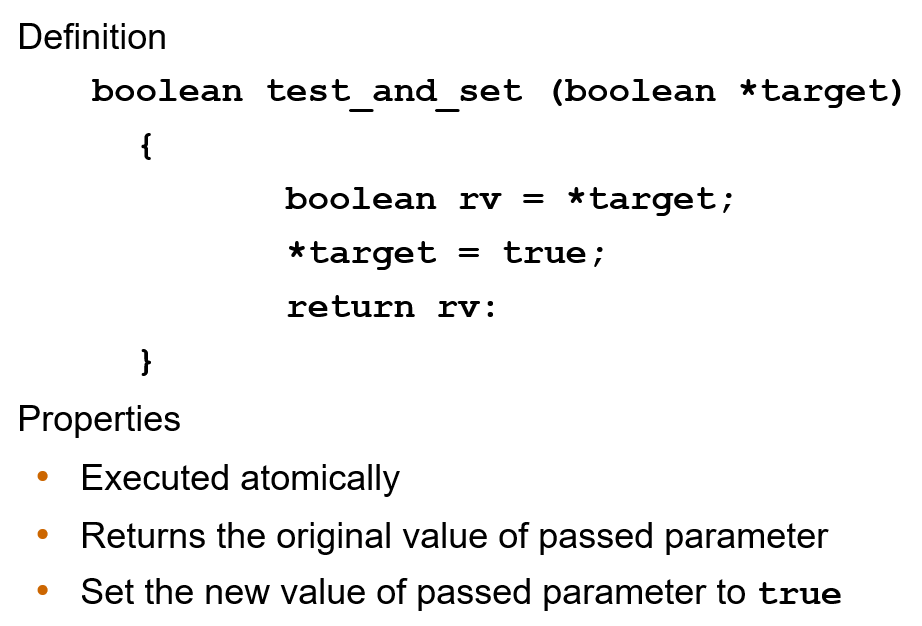 Definition
boolean test_and_set (boolean *target)
{
boolean rv = *target;
*target = true;
return rv:
}
Properties
• Executed atomically
• Returns the original value of passed parameter
• Set the new value of passed parameter to true